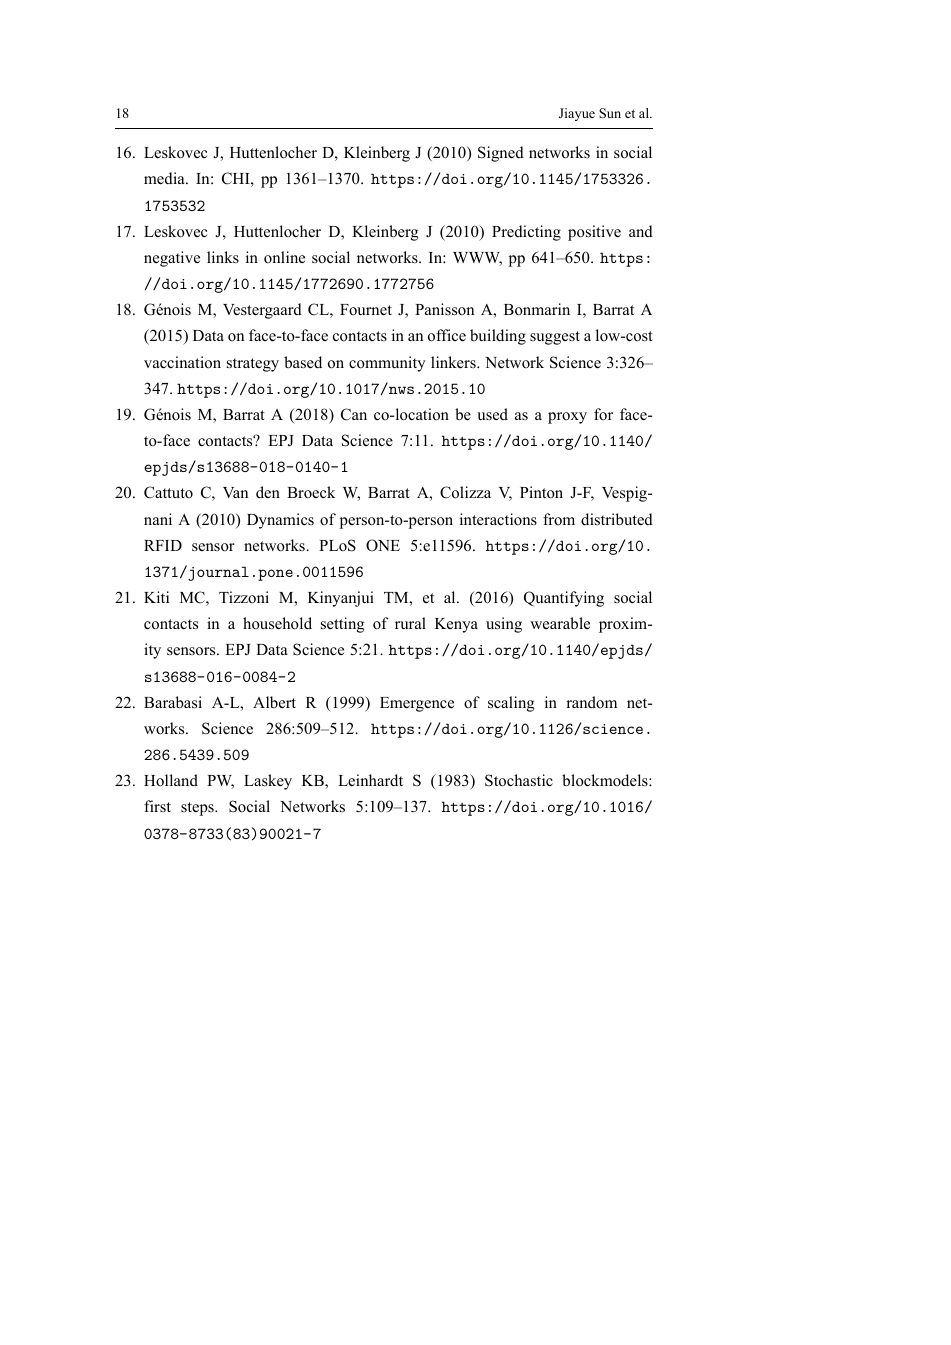 18 Jiayue Sun et al.
16. Leskovec J, Huttenlocher D, Kleinberg J (2010) Signed networks in social
media. In: CHI, pp 1361–1370. https://doi.org/10.1145/1753326.
1753532
17. Leskovec J, Huttenlocher D, Kleinberg J (2010) Predicting positive and
negative links in online social networks. In: WWW, pp 641–650. https:
//doi.org/10.1145/1772690.1772756
18. Génois M, Vestergaard CL, Fournet J, Panisson A, Bonmarin I, Barrat A
(2015) Data on face-to-face contacts in an office building suggest a low-cost
vaccination strategy based on community linkers. Network Science 3:326–
347. https://doi.org/10.1017/nws.2015.10
19. Génois M, Barrat A (2018) Can co-location be used as a proxy for face-
to-face contacts? EPJ Data Science 7:11. https://doi.org/10.1140/
epjds/s13688-018-0140-1
20. Cattuto C, Van den Broeck W, Barrat A, Colizza V, Pinton J-F, Vespig-
nani A (2010) Dynamics of person-to-person interactions from distributed
RFID sensor networks. PLoS ONE 5:e11596. https://doi.org/10.
1371/journal.pone.0011596
21. Kiti MC, Tizzoni M, Kinyanjui TM, et al. (2016) Quantifying social
contacts in a household setting of rural Kenya using wearable proxim-
ity sensors. EPJ Data Science 5:21. https://doi.org/10.1140/epjds/
s13688-016-0084-2
22. Barabasi A-L, Albert R (1999) Emergence of scaling in random net-
works. Science 286:509–512. https://doi.org/10.1126/science.
286.5439.509
23. Holland PW, Laskey KB, Leinhardt S (1983) Stochastic blockmodels:
first steps. Social Networks 5:109–137. https://doi.org/10.1016/
0378-8733(83)90021-7